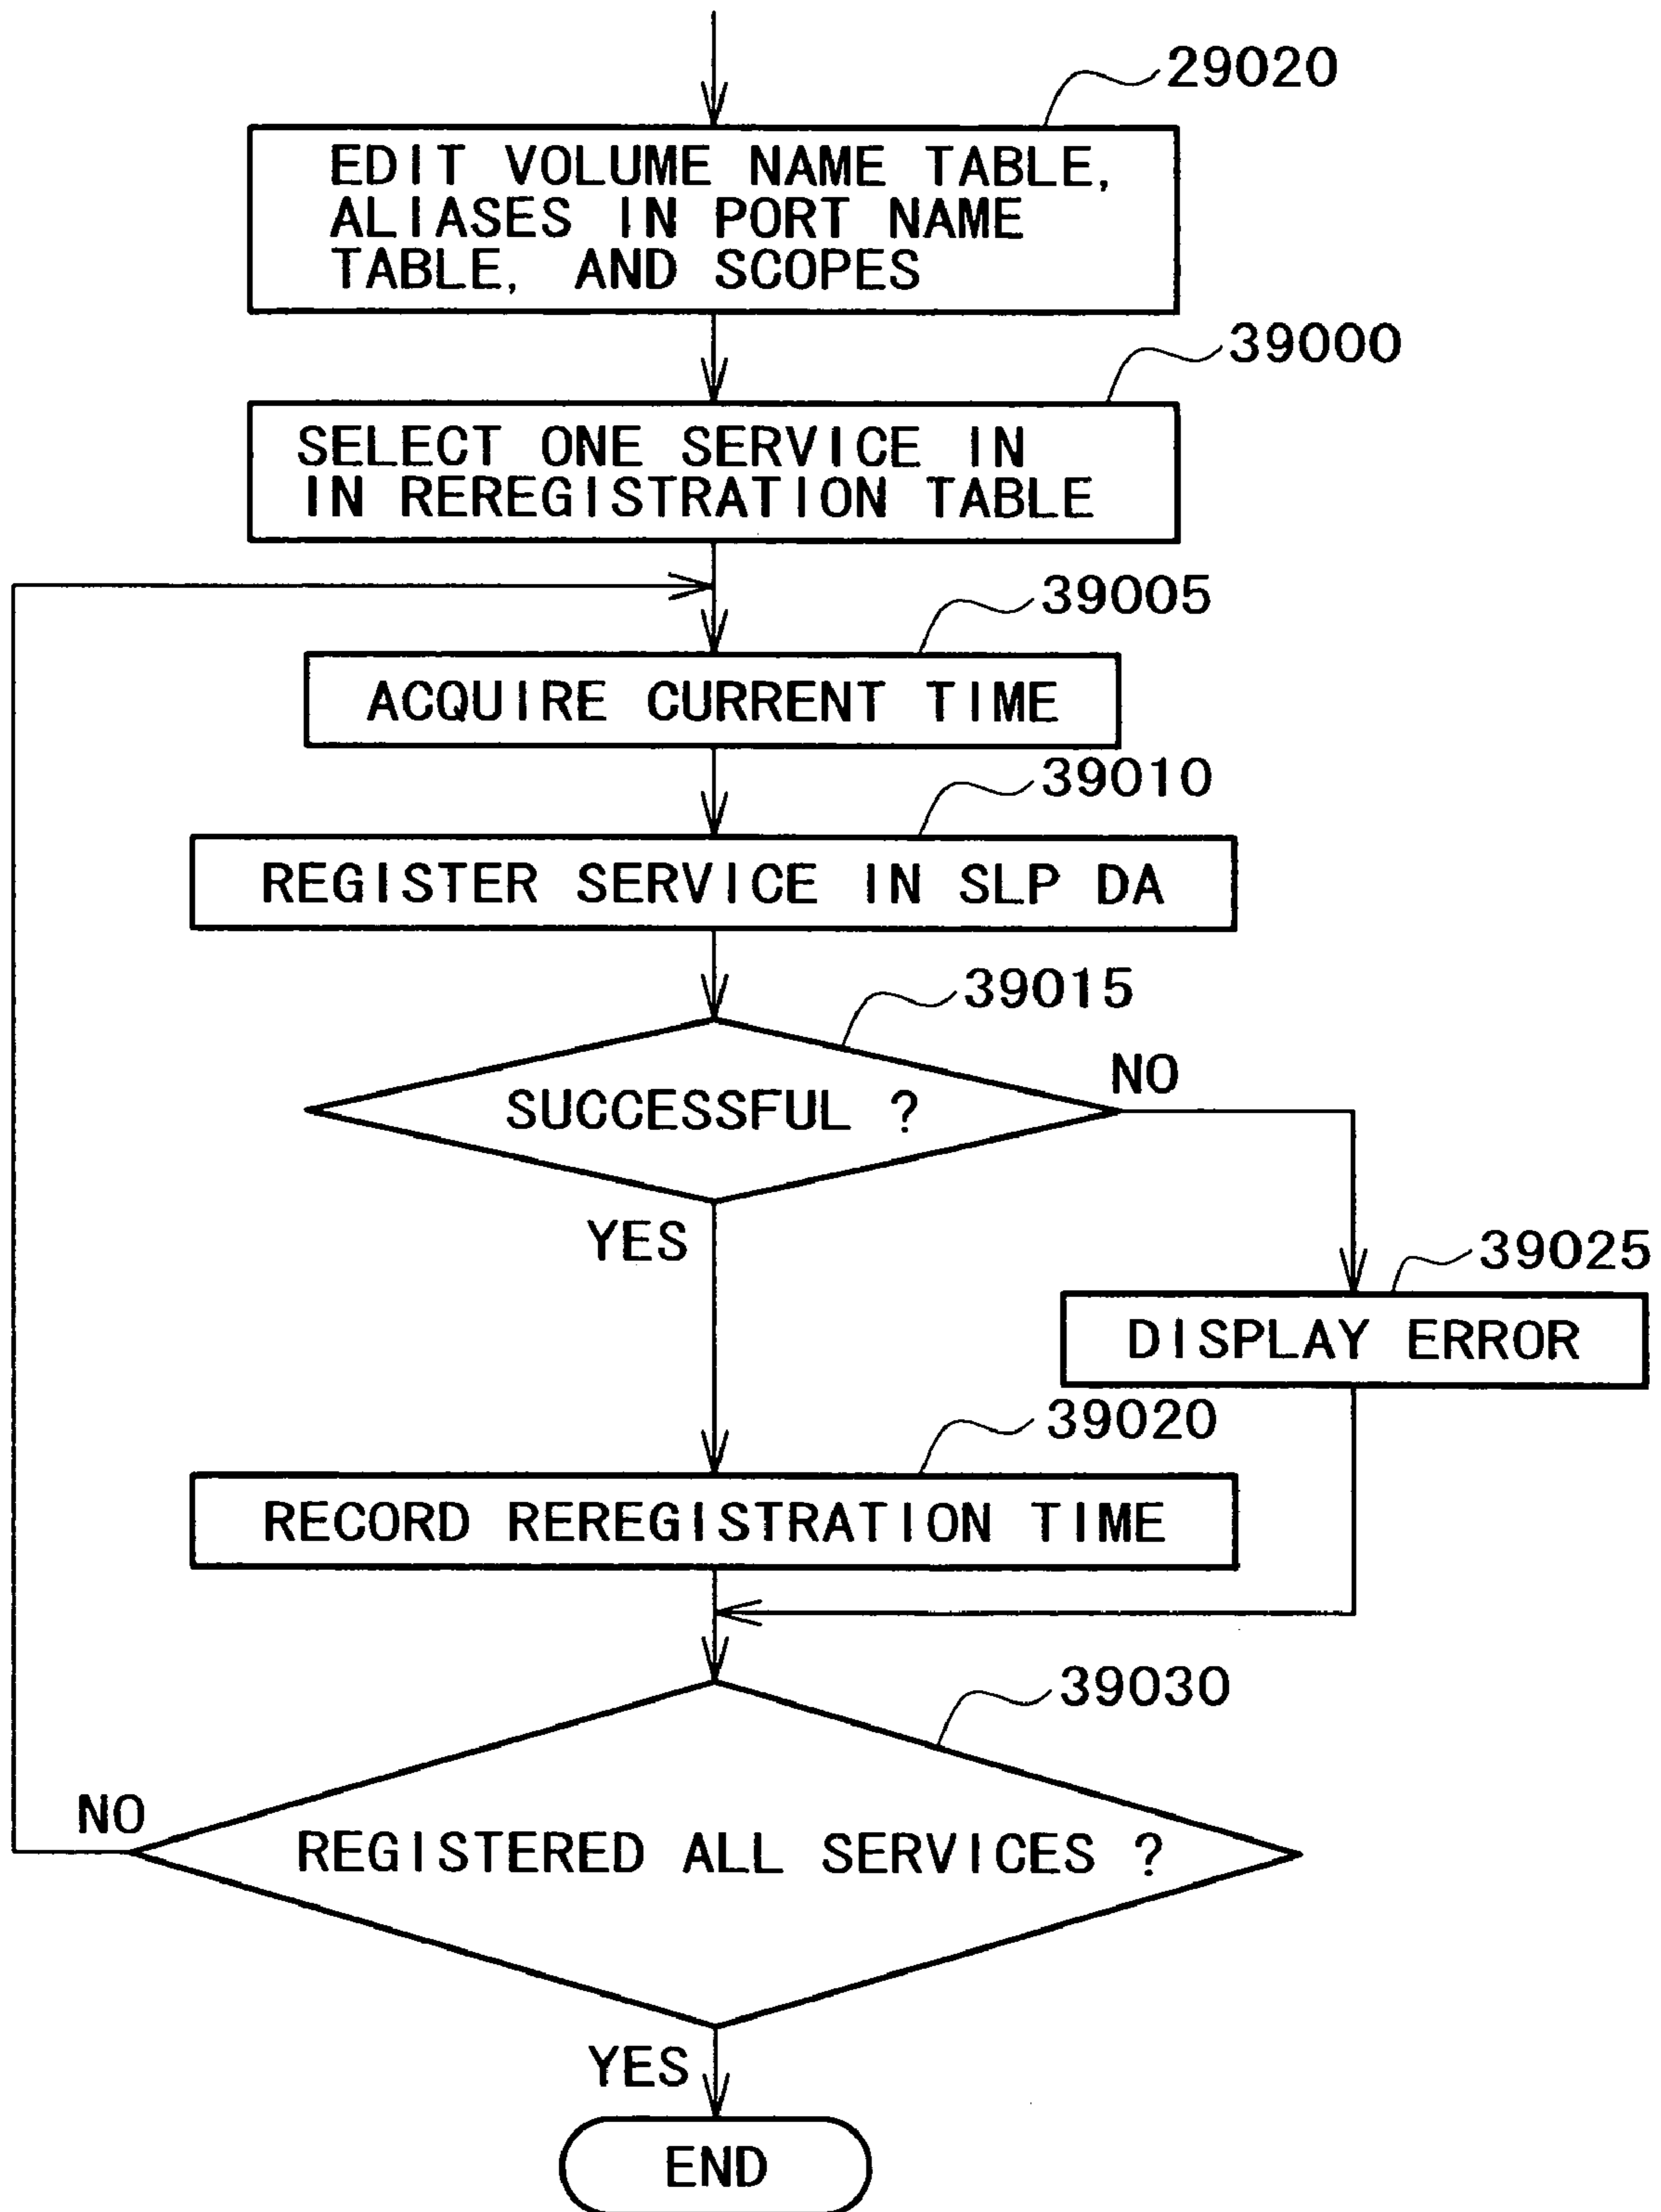 29020
EDIT VOLUME NAME TABLE,
ALIASES IN PORT NAME
TABLE, AND SCOPES
39000
SELECT ONE SERVICE IN
IN REREGISTRATION TABLE
39005
ACQUIRE CURRENT TIME
39010
REGISTER SERVICE IN SLP DA
39015
SUCCESSFUL ?
NO
YES
39025
DISPLAY ERROR
39020
RECORD REREGISTRATION TIME
39030
NO
REGISTERED ALL SERVICES ?
YES
END